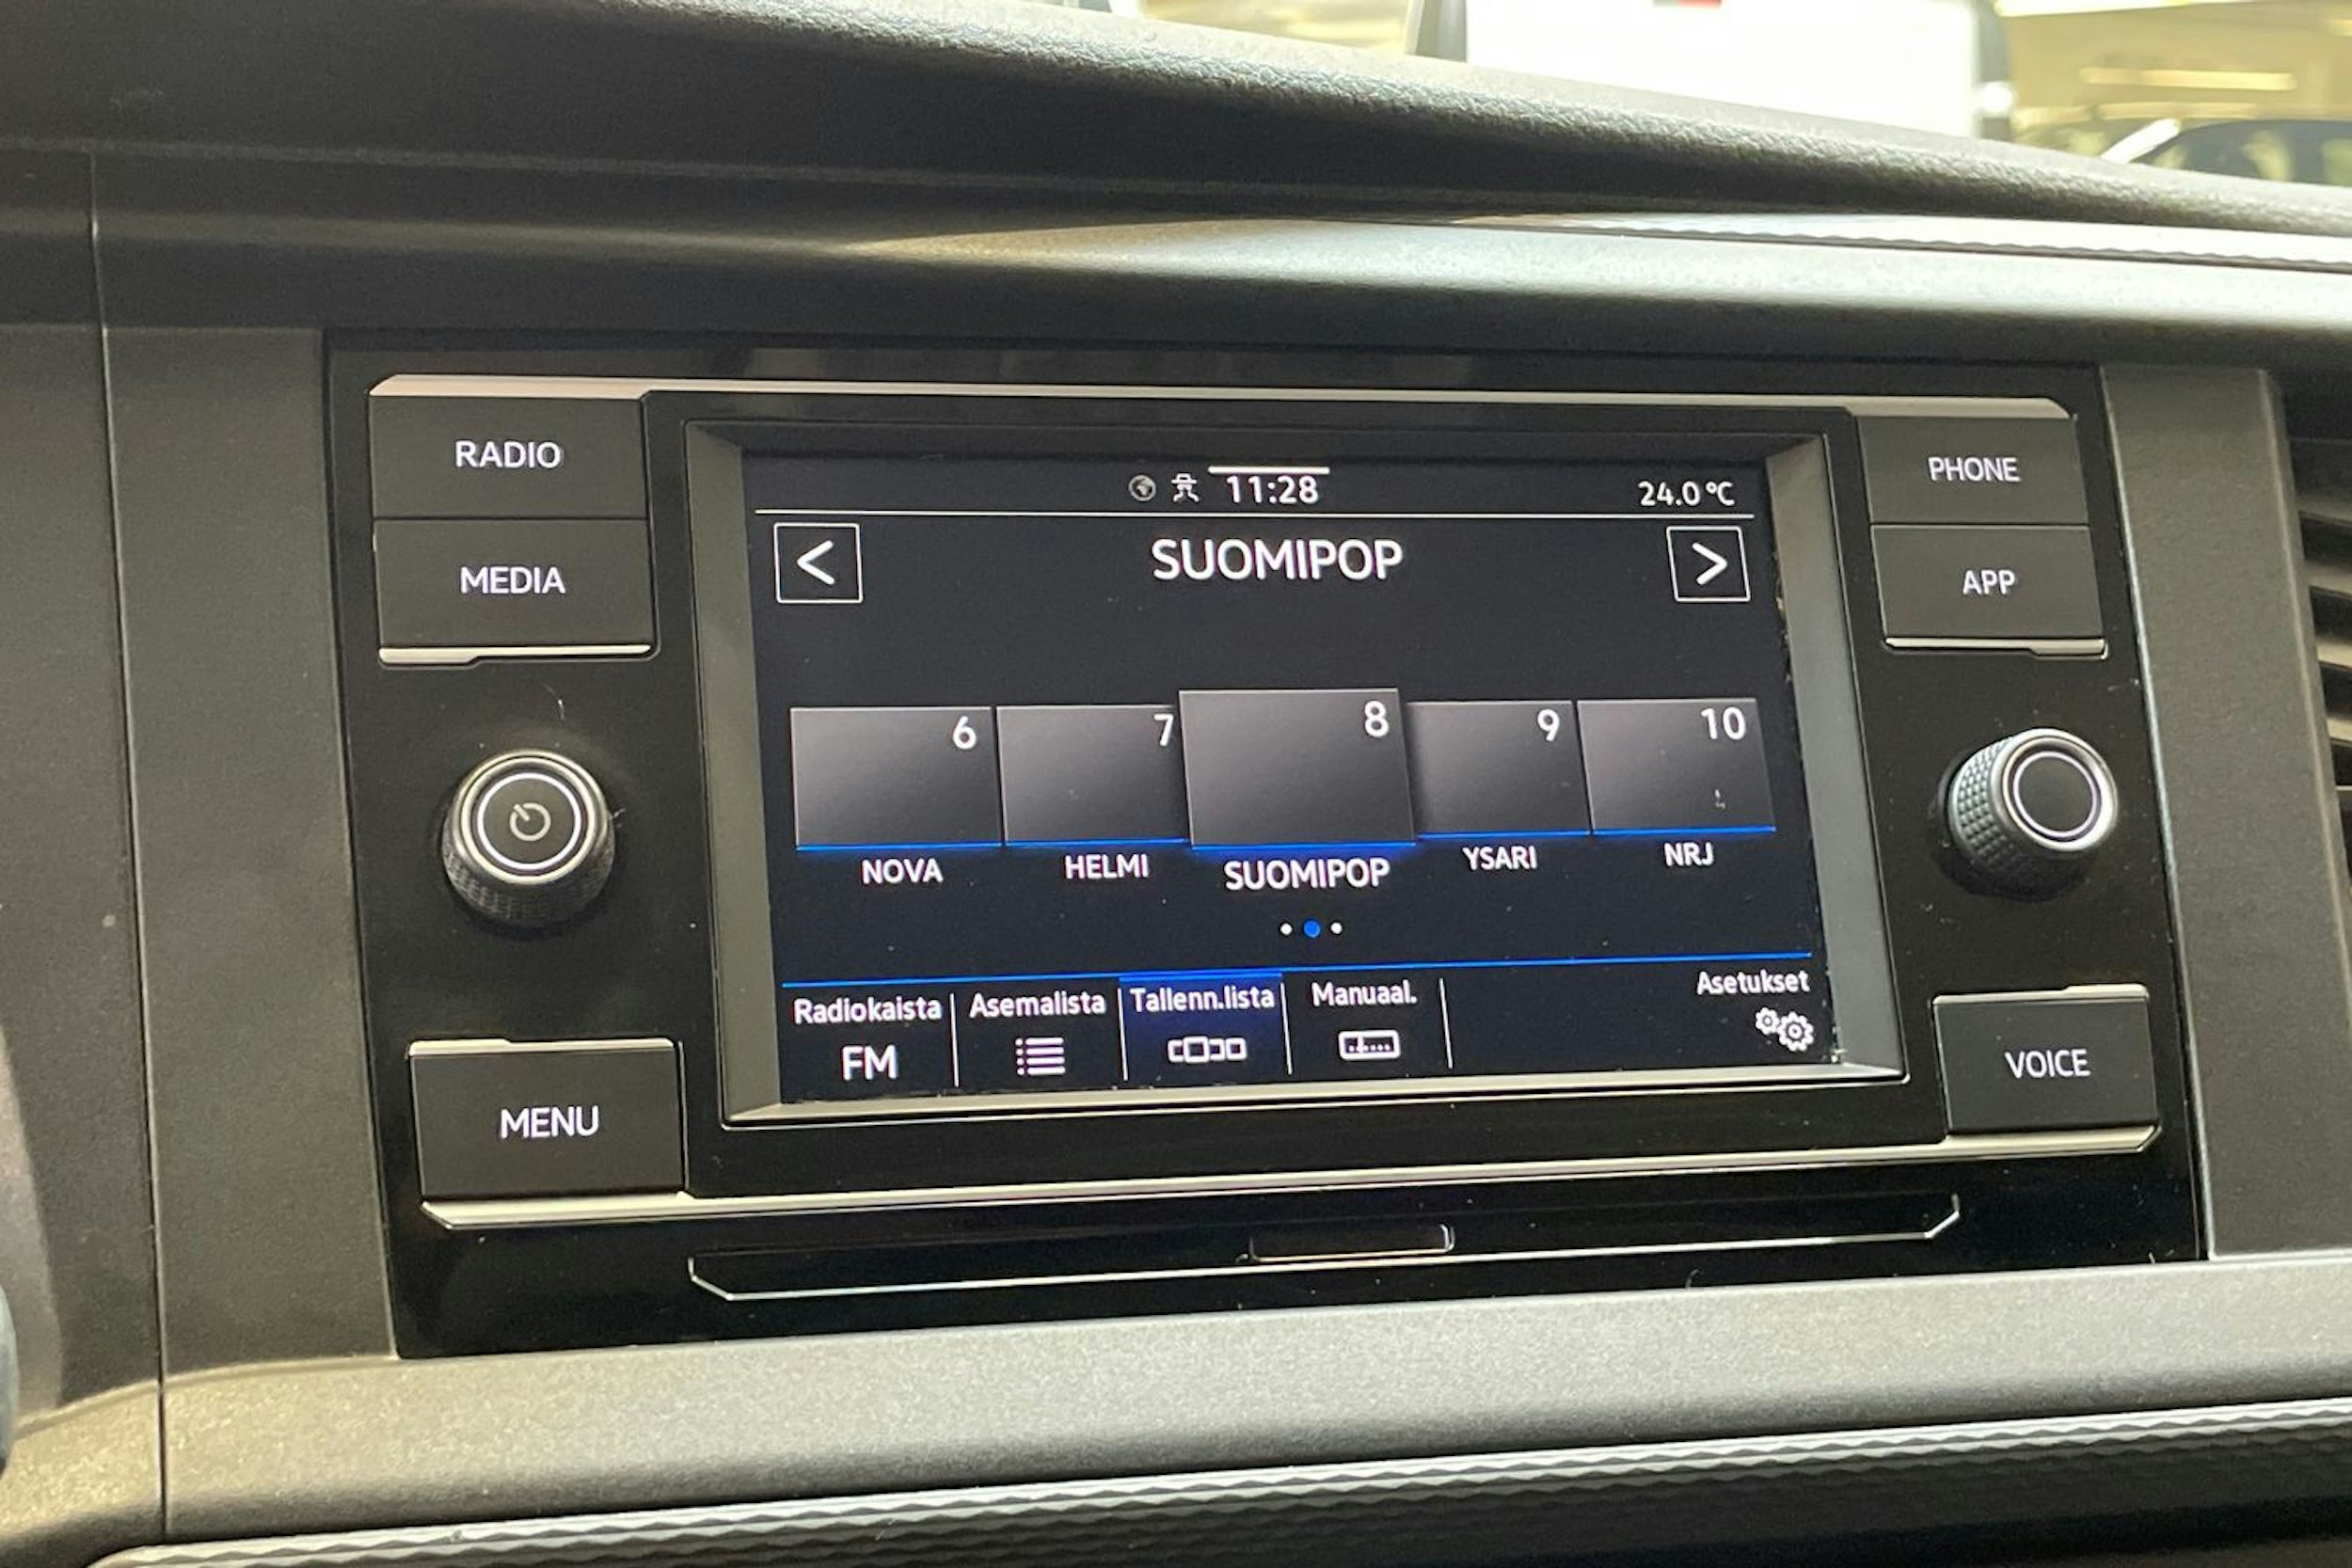 RADIO
MEDIA
MENU
11:28
24.0 °C
<
SUOMIPOP
>
6
7
8
9
10
NOVA
HELMI
SUOMIPOP
YSARI
NRJ
Radiokaista
FM
Asemalista
Tallenn.lista
Manuaal.
Asetukset
PHONE
APP
VOICE